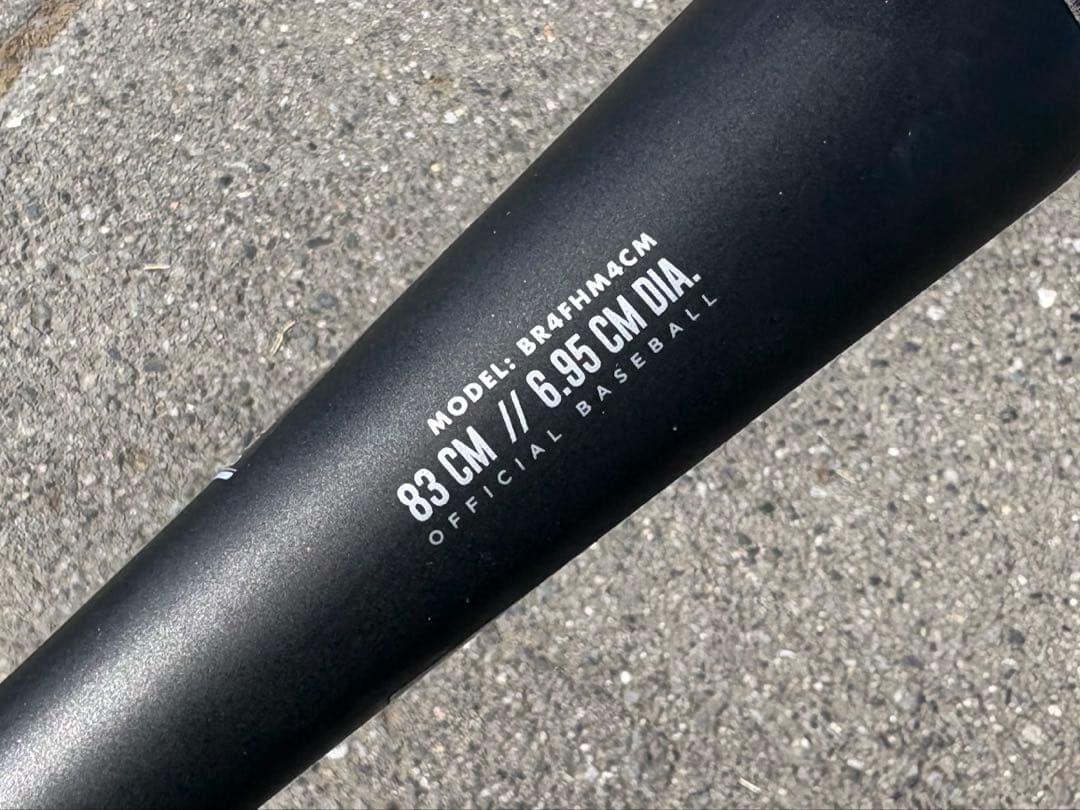 MODEL: BR4FHM4CM
83 CM // 6.95 CM DIA.
OFFICIAL BASEBALL